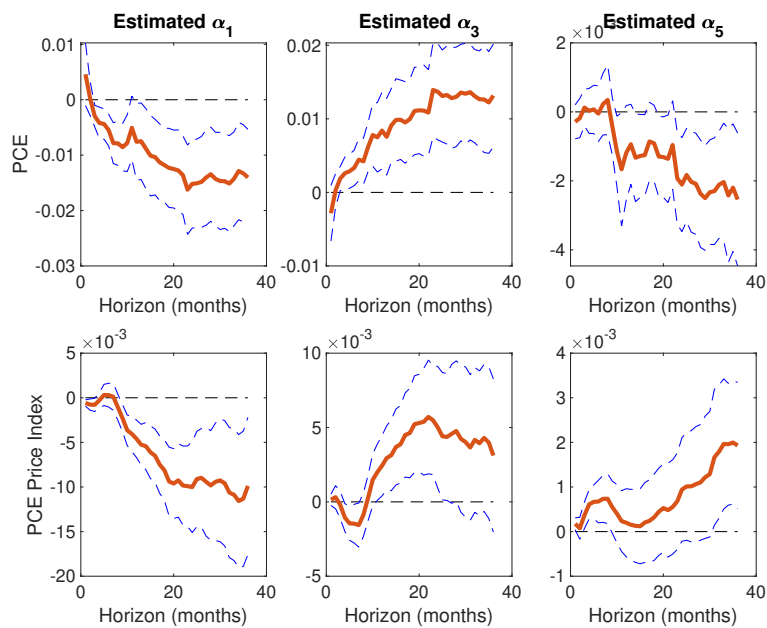 Estimated α₁
Estimated α₃
Estimated α₅
PCE
0.01
0
-0.01
-0.02
-0.03
0 20 40
Horizon (months)
0.02
0.01
0
-0.01
0 20 40
Horizon (months)
2
0
-2
-4
0 20 40
Horizon (months)
PCE Price Index
×10⁻³
5
0
-5
-10
-15
-20
0 20 40
Horizon (months)
×10⁻³
10
5
0
-5
0 20 40
Horizon (months)
×10⁻³
4
3
2
1
0
-1
0 20 40
Horizon (months)